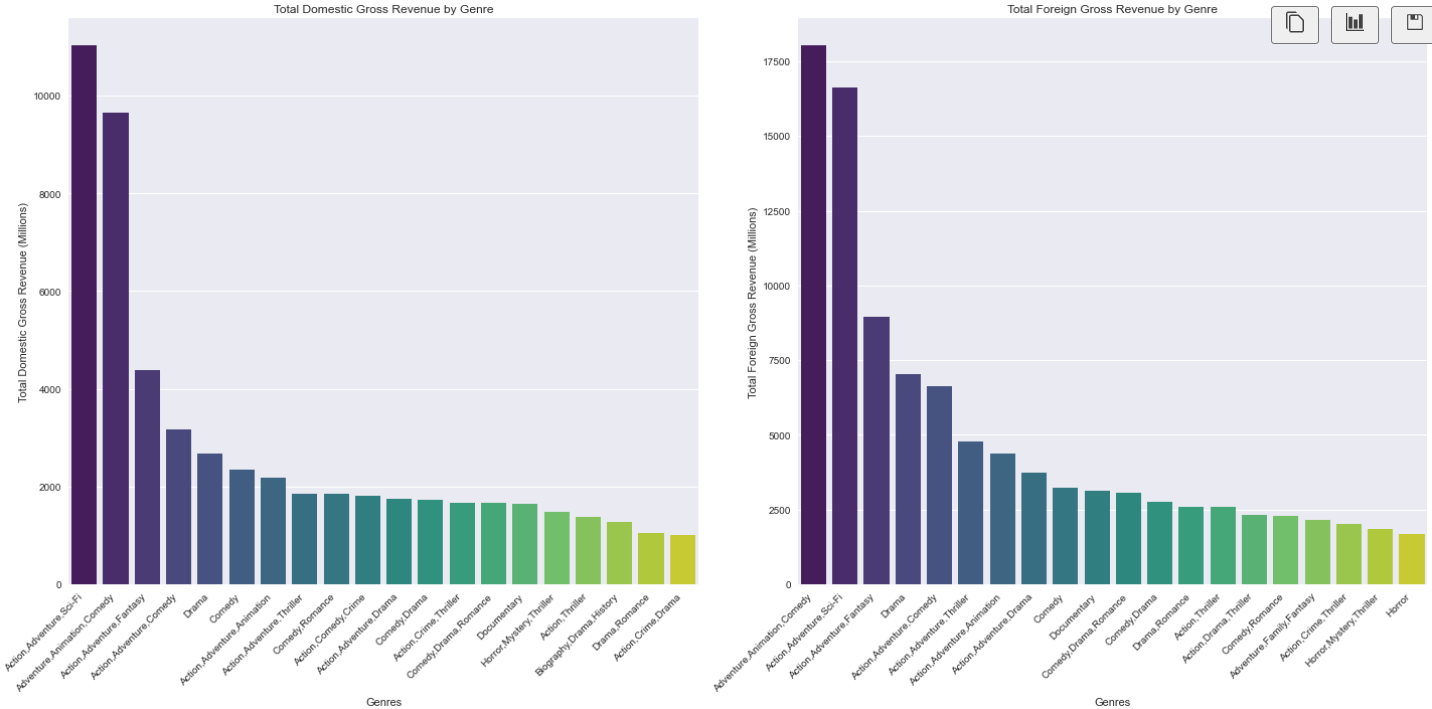 Total Domestic Gross Revenue by Genre
Total Domestic Gross Revenue (Millions)
10000
8000
6000
4000
2000
0
Action,Adventure,Sci-Fi
Adventure,Animation,Comedy
Action,Adventure,Fantasy
Action,Adventure,Comedy
Drama
Comedy
Action,Adventure,Animation
Action,Adventure,Thriller
Comedy,Romance
Action,Comedy,Crime
Action,Adventure,Drama
Comedy,Drama
Action,Crime,Thriller
Comedy,Drama,Romance
Documentary
Horror,Mystery,Thriller
Action,Thriller
Biography,Drama,History
Drama,Romance
Action,Crime,Drama
Genres
Total Foreign Gross Revenue by Genre
Total Foreign Gross Revenue (Millions)
17500
15000
12500
10000
7500
5000
2500
0
Adventure,Animation,Comedy
Action,Adventure,Sci-Fi
Action,Adventure,Fantasy
Drama
Action,Adventure,Comedy
Action,Adventure,Thriller
Action,Adventure,Animation
Action,Adventure,Drama
Comedy
Documentary
Comedy,Drama,Romance
Comedy,Drama
Drama,Romance
Action,Thriller
Action,Drama,Thriller
Comedy,Romance
Adventure,Family,Fantasy
Action,Crime,Thriller
Horror,Mystery,Thriller
Horror
Genres